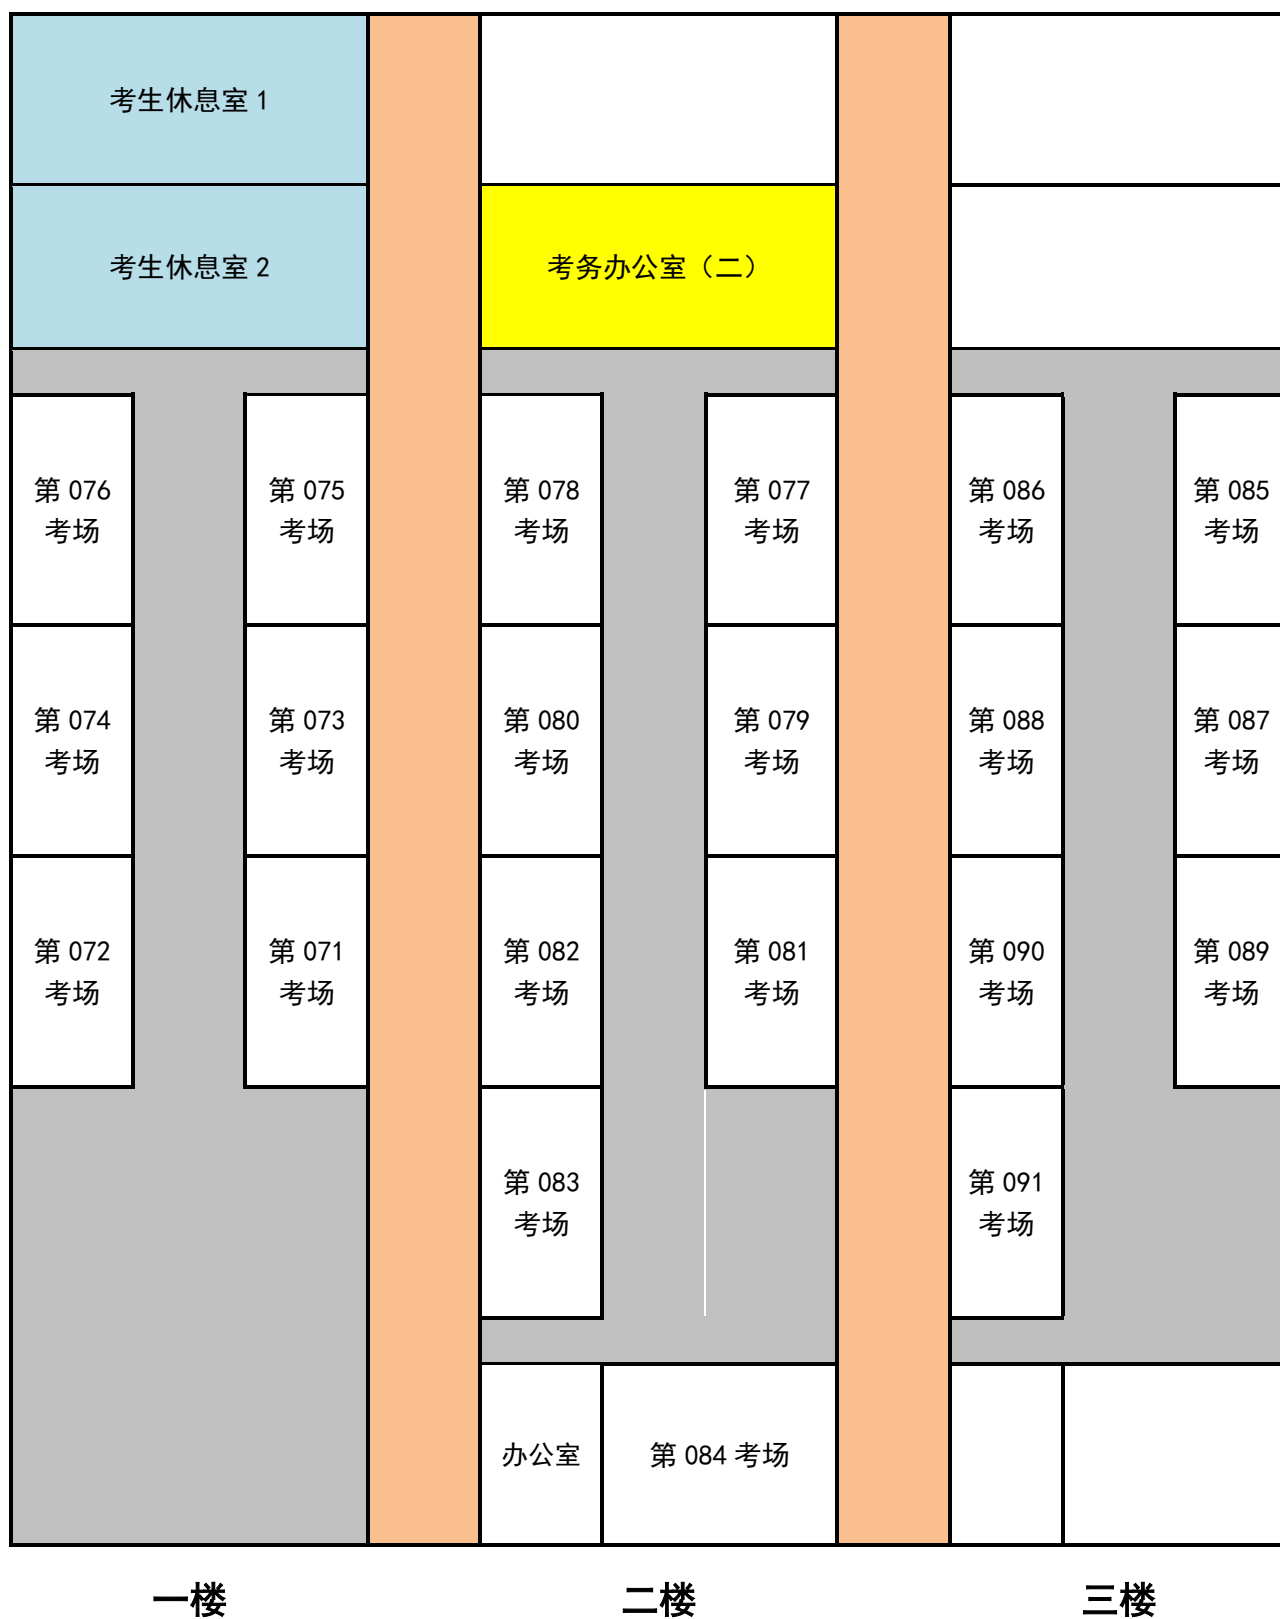 考生休息室 1
考生休息室 2
考务办公室（二）
第 076
考场
第 075
考场
第 078
考场
第 077
考场
第 086
考场
第 085
考场
第 074
考场
第 073
考场
第 080
考场
第 079
考场
第 088
考场
第 087
考场
第 072
考场
第 071
考场
第 082
考场
第 081
考场
第 090
考场
第 089
考场
第 083
考场
第 091
考场
办公室
第 084 考场
一楼
二楼
三楼